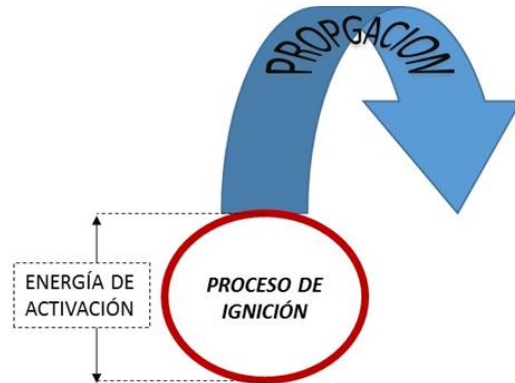 PROPGACION
ENERGÍA DE
ACTIVACIÓN
PROCESO DE
IGNICIÓN